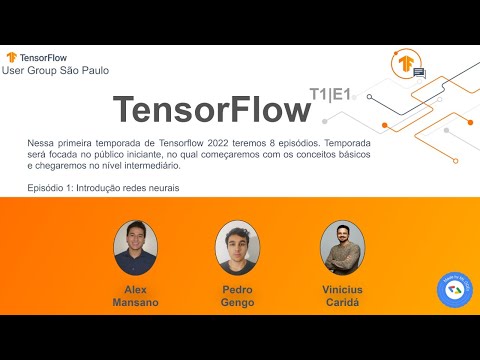 TensorFlow
User Group São Paulo
TensorFlow T1|E1
Nessa primeira temporada de Tensorflow 2022 teremos 8 episódios. Temporada
será focada no público iniciante, no qual começaremos com os conceitos básicos
e chegaremos no nível intermediário.
Episódio 1: Introdução redes neurais
Alex
Mansano
Pedro
Gengo
Vinicius
Caridá